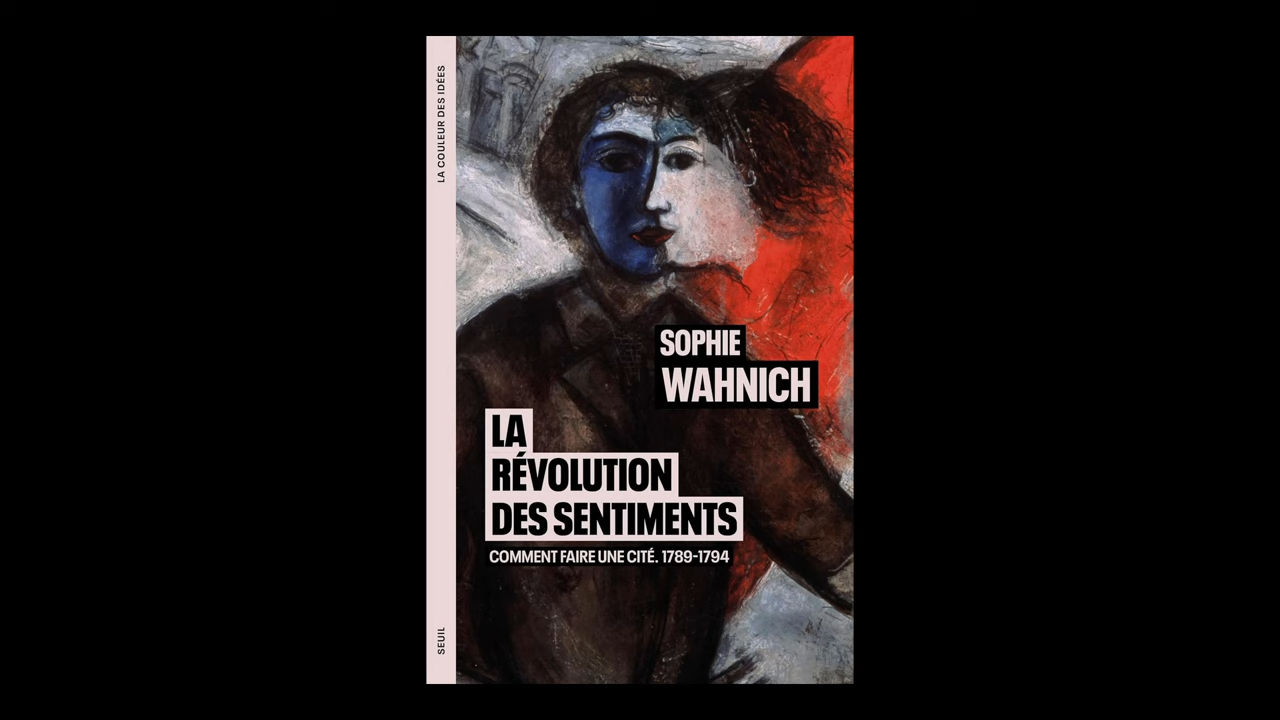 LA COULEUR DES IDÉES
SOPHIE
WAHNICH
LA
RÉVOLUTION
DES SENTIMENTS
COMMENT FAIRE UNE CITÉ. 1789-1794
SEUIL